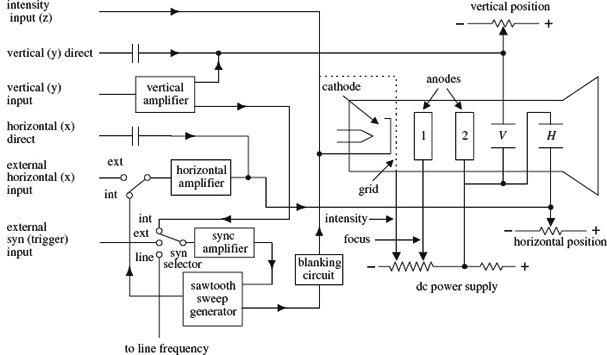 intensity
input (z)
vertical position
− +
vertical (y) direct
vertical (y)
input
vertical
amplifier
cathode
anodes
1
2
V
H
horizontal (x)
direct
ext
external
horizontal (x)
input
int
horizontal
amplifier
grid
int
intensity
external
syn (trigger)
input
ext
line
syn
selector
sync
amplifier
focus
− +
horizontal position
blanking
circuit
− +
dc power supply
sawtooth
sweep
generator
to line frequency